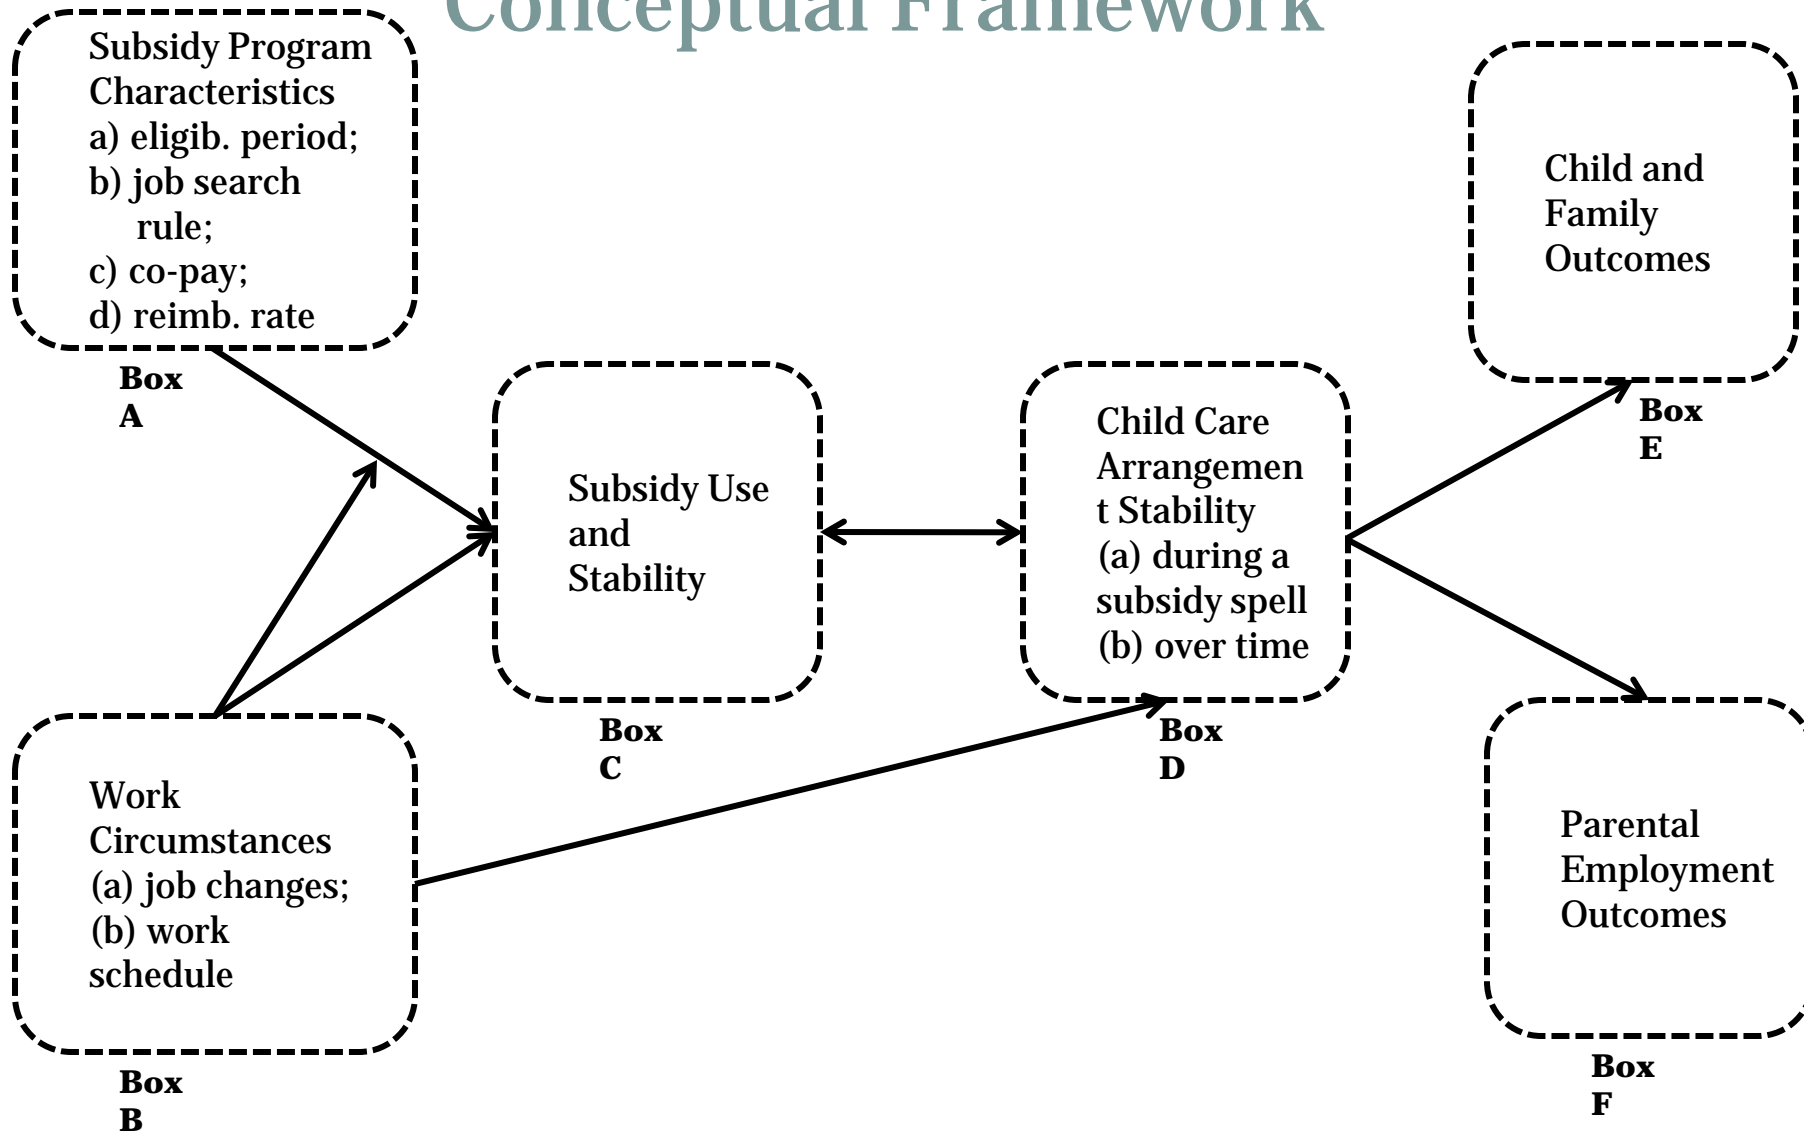 Conceptual Framework
Subsidy Program
Characteristics
a) eligib. period;
b) job search
rule;
c) co-pay;
d) reimb. rate
Box
A
Work
Circumstances
(a) job changes;
(b) work
schedule
Box
B
Subsidy Use
and
Stability
Box
C
Child Care
Arrangemen
t Stability
(a) during a
subsidy spell
(b) over time
Box
D
Child and
Family
Outcomes
Box
E
Parental
Employment
Outcomes
Box
F